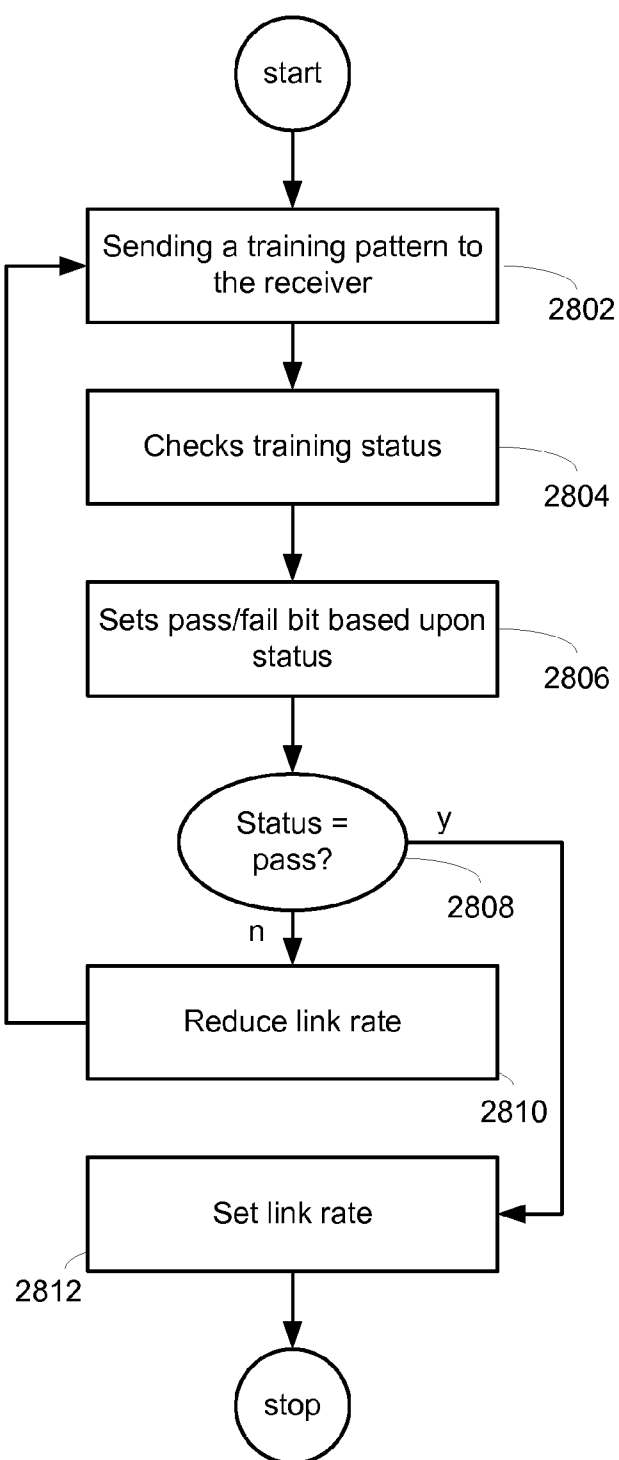 start
Sending a training pattern to
the receiver
2802
Checks training status
2804
Sets pass/fail bit based upon
status
2806
Status =
pass?
y
2808
n
Reduce link rate
2810
Set link rate
2812
stop